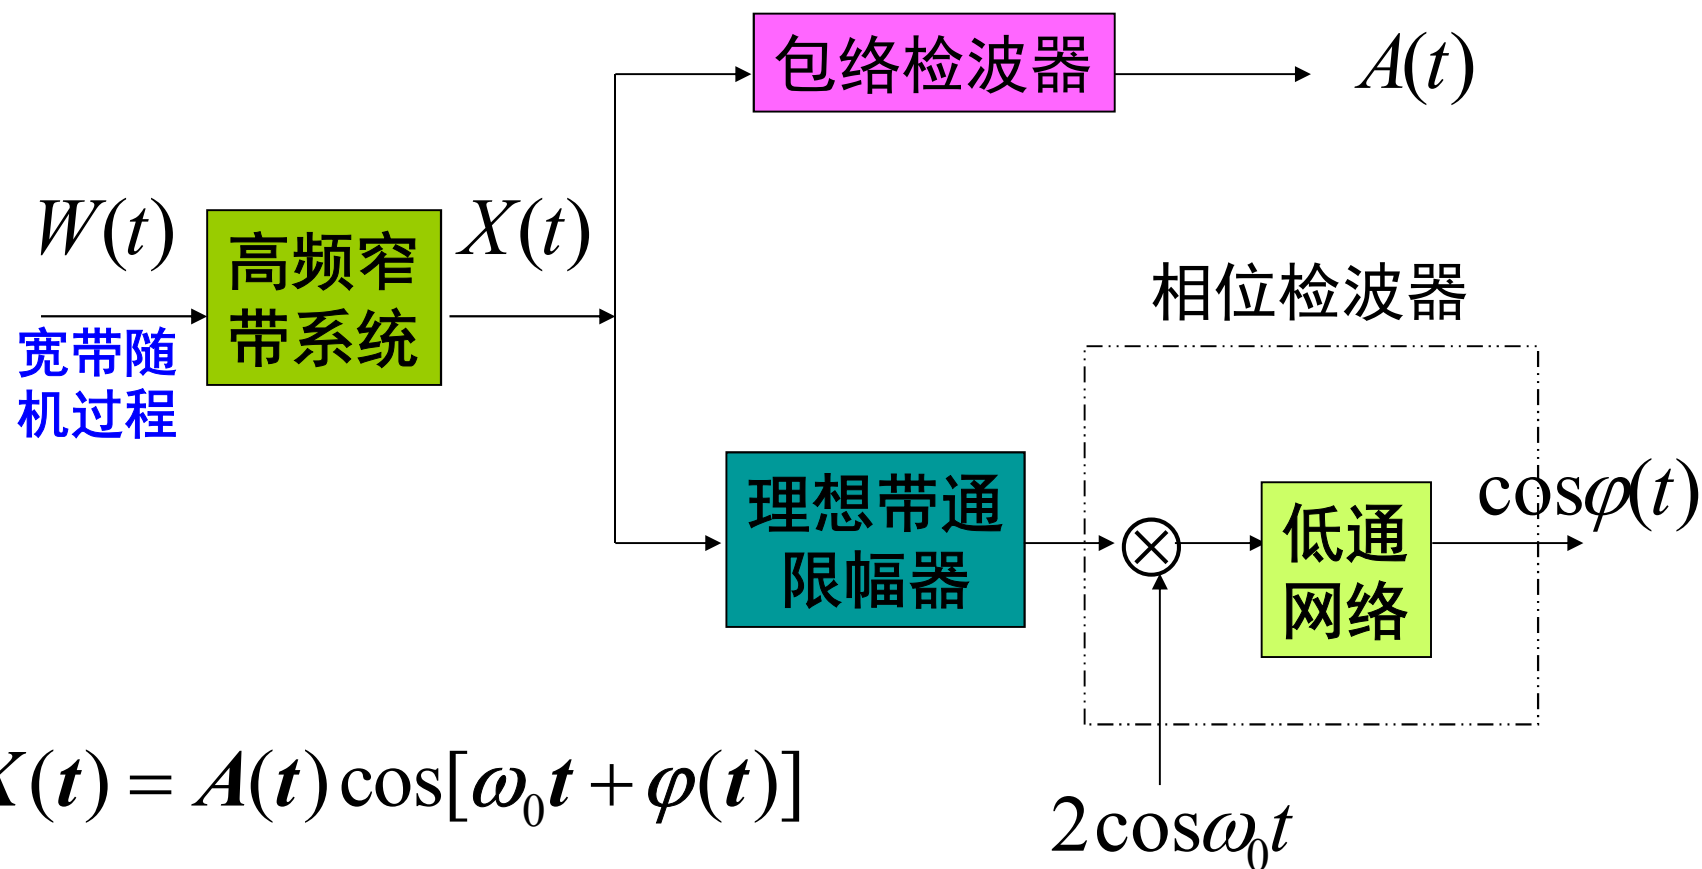 包络检波器
A(t)
W(t)
高频窄
带系统
X(t)
宽带随
机过程
相位检波器
理想带通
限幅器
低通
网络
cosφ(t)
X(t) = A(t)cos[ω₀t + φ(t)]
2cosω₀t